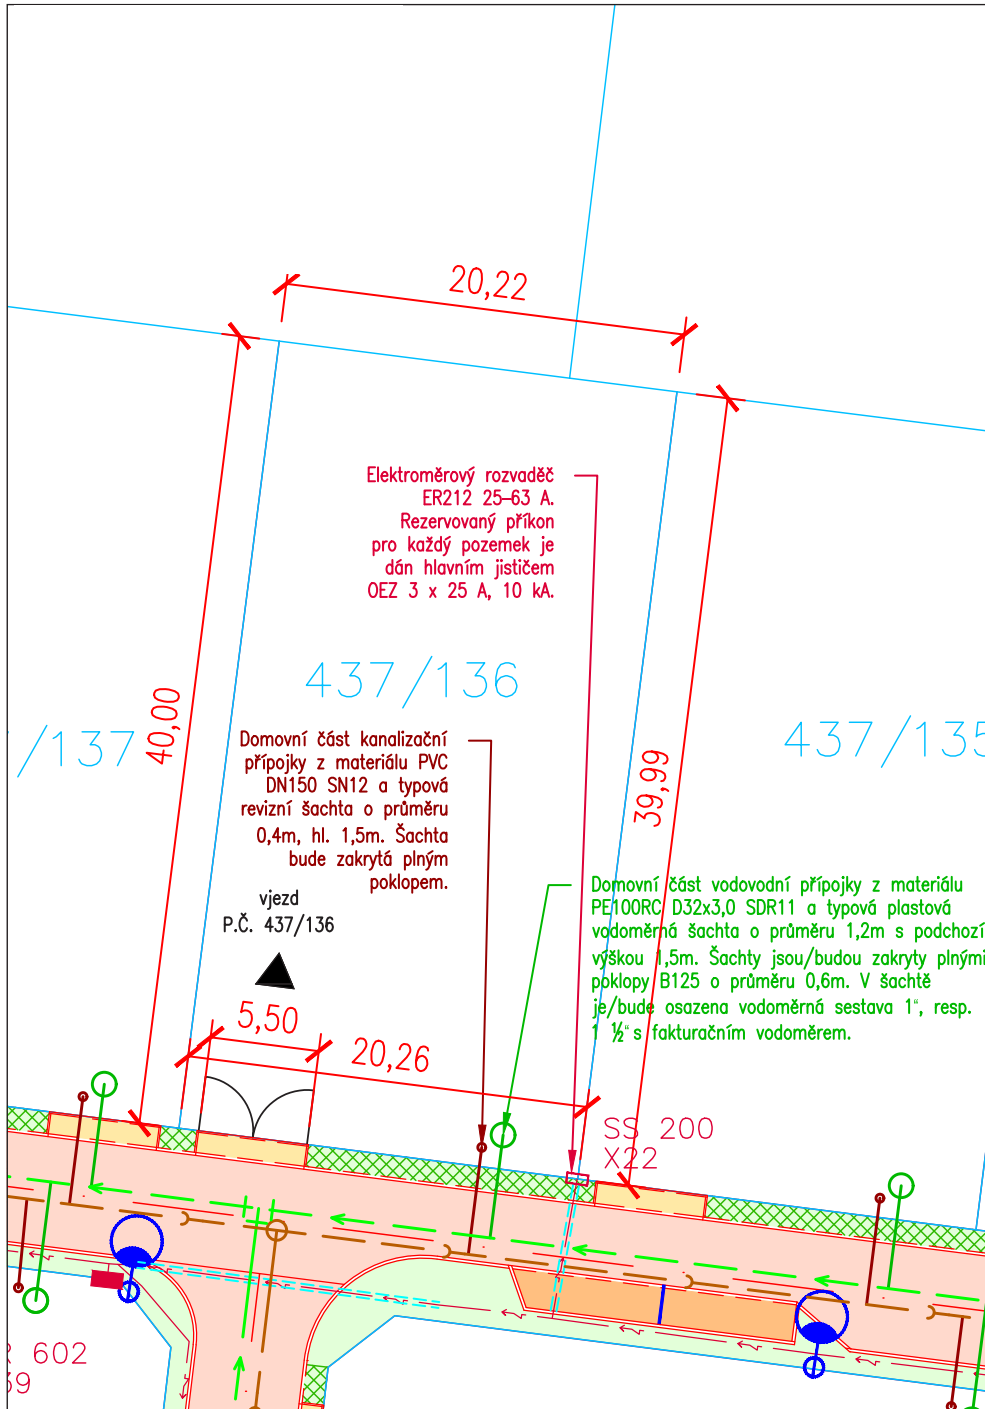 20,22
Elektroměrový rozvaděč
ER212 25–63 A.
Rezervovaný příkon
pro každý pozemek je
dán hlavním jističem
OEZ 3 x 25 A, 10 kA.
437/136
40,00
/137
437/135
39,99
Domovní část kanalizační
přípojky z materiálu PVC
DN150 SN12 a typová
revizní šachta o průměru
0,4m, hl. 1,5m. Šachta
bude zakrytá plným
poklopem.
vjezd
P.Č. 437/136
Domovní část vodovodní přípojky z materiálu
PE100RC D32x3,0 SDR11 a typová plastová
vodoměrná šachta o průměru 1,2m s podchozí
výškou 1,5m. Šachty jsou/budou zakryty plnými
poklopy B125 o průměru 0,6m. V šachtě
je/bude osazena vodoměrná sestava 1", resp.
1 ½" s fakturačním vodoměrem.
5,50
20,26
SS 200
X22
602
39